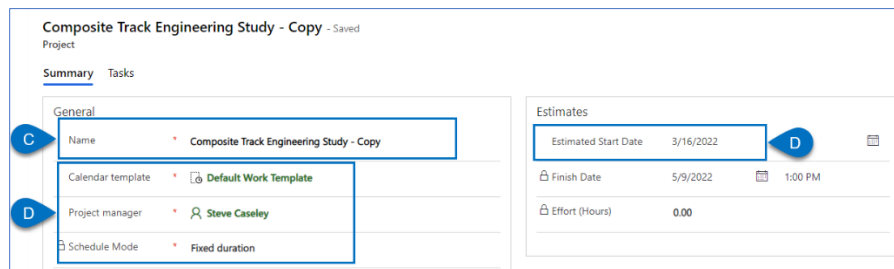 Composite Track Engineering Study - Copy - Saved
Project
Summary Tasks
General
C
Name * Composite Track Engineering Study - Copy
Calendar template * Default Work Template
D
Project manager * Steve Caseley
Schedule Mode * Fixed duration
Estimates
Estimated Start Date 3/16/2022
D
Finish Date 5/9/2022 1:00 PM
Effort (Hours) 0.00